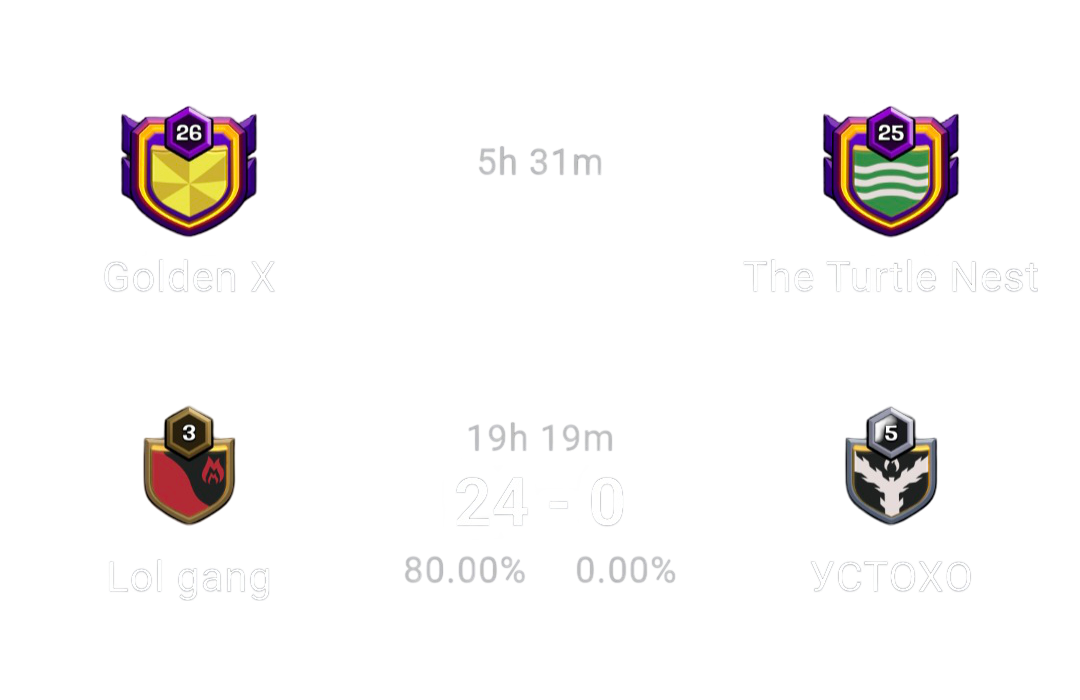 26
25
5h 31m
Golden X
The Turtle Nest
3
5
19h 19m
24 - 0
80.00% 0.00%
Lol gang
УСТОХО